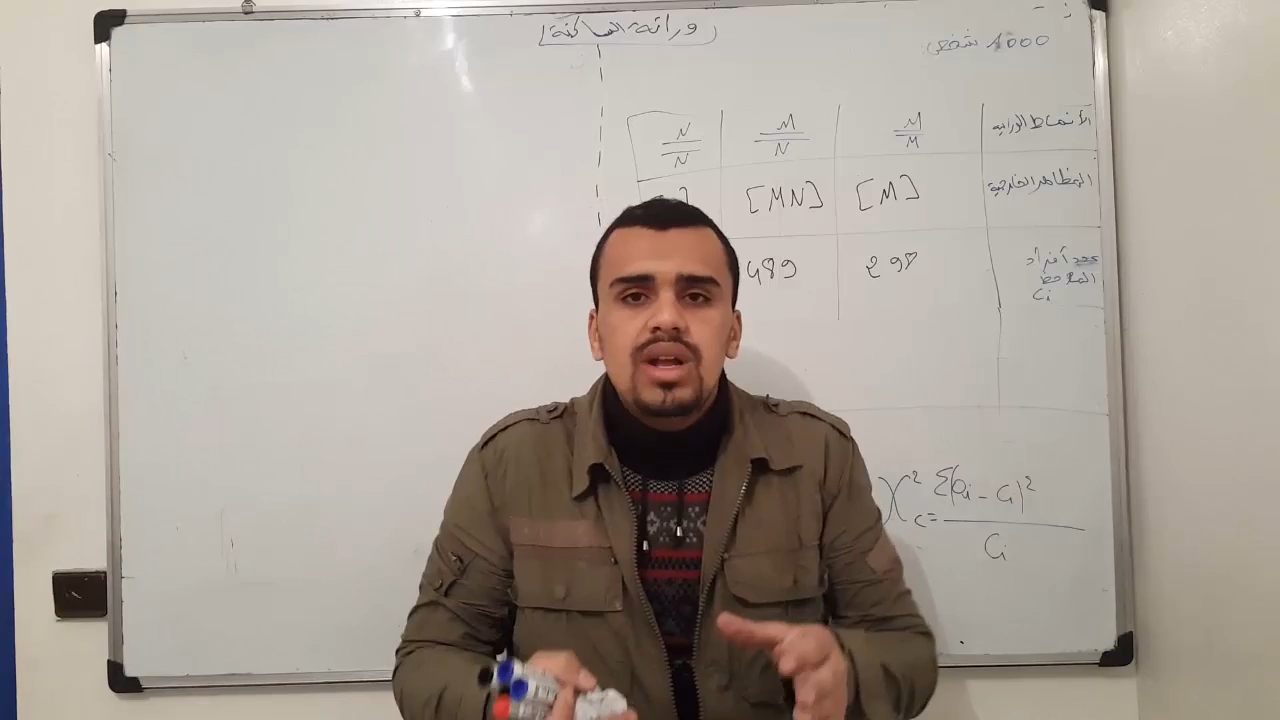 وراثة الساكنة
1000 شخص
الأنماط الوراثية M/M M/N N/N
المظاهر الخارجية [M] [MN]
عدد أفراد 298 489
الملاحظ
Ci
χ²c = Σ(Oi - Ci)² / Ci